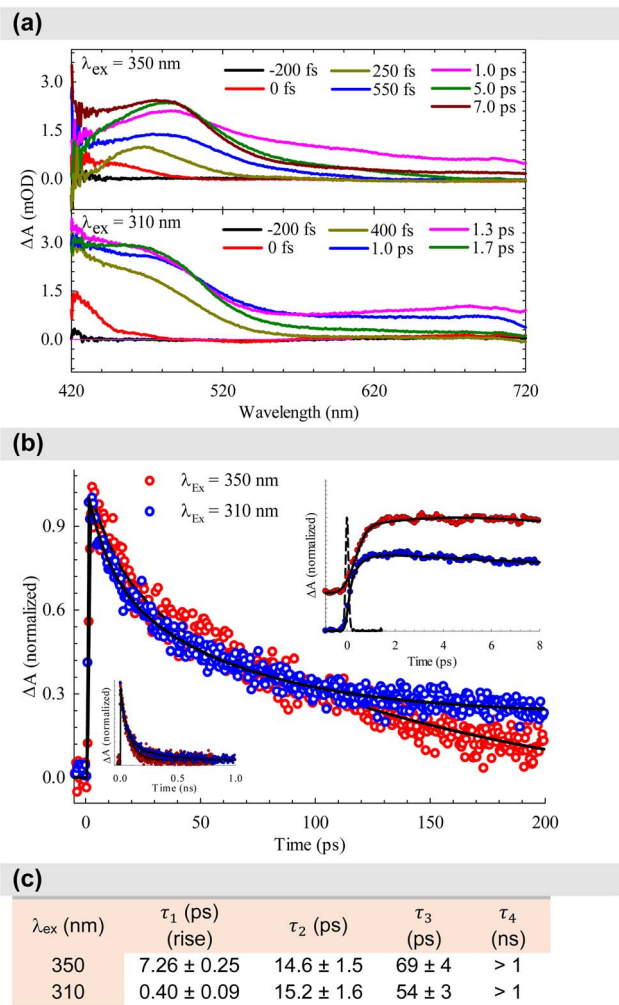 (a)
λex = 350 nm
-200 fs 250 fs 1.0 ps
0 fs 550 fs 5.0 ps
7.0 ps
3.0
1.5
0.0
ΔA (mOD)
λex = 310 nm
-200 fs 400 fs 1.3 ps
0 fs 1.0 ps 1.7 ps
3.0
1.5
0.0
420 520 620 720
Wavelength (nm)
(b)
λEx = 350 nm
λEx = 310 nm
0.9
0.6
0.3
0.0
ΔA (normalized)
ΔA (normalized)
0 2 4 6 8
Time (ps)
ΔA (normalized)
0.0 0.5 1.0
Time (ns)
0 50 100 150 200
Time (ps)
(c)
λex (nm) τ1 (ps) (rise) τ2 (ps) τ3 (ps) τ4 (ns)
350 7.26 ± 0.25 14.6 ± 1.5 69 ± 4 > 1
310 0.40 ± 0.09 15.2 ± 1.6 54 ± 3 > 1